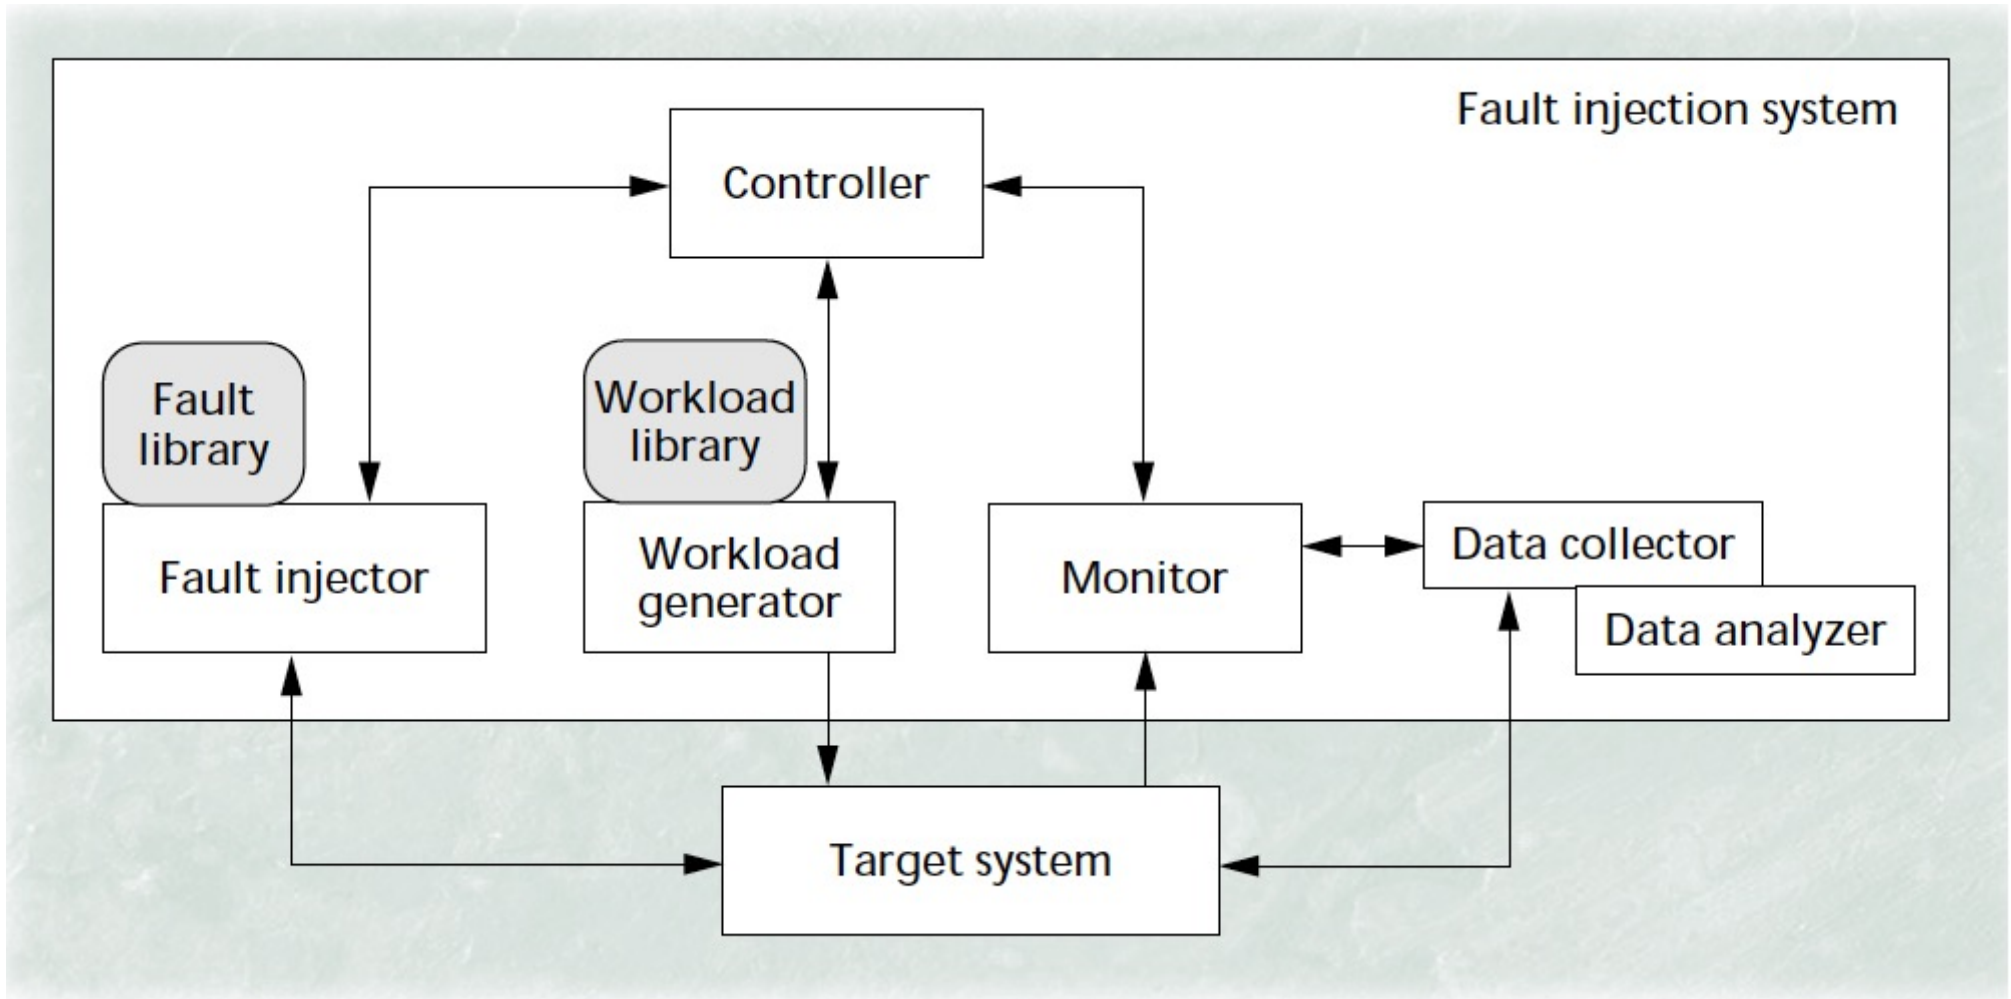 Fault injection system
Controller
Fault
library
Workload
library
Fault injector
Workload
generator
Monitor
Data collector
Data analyzer
Target system